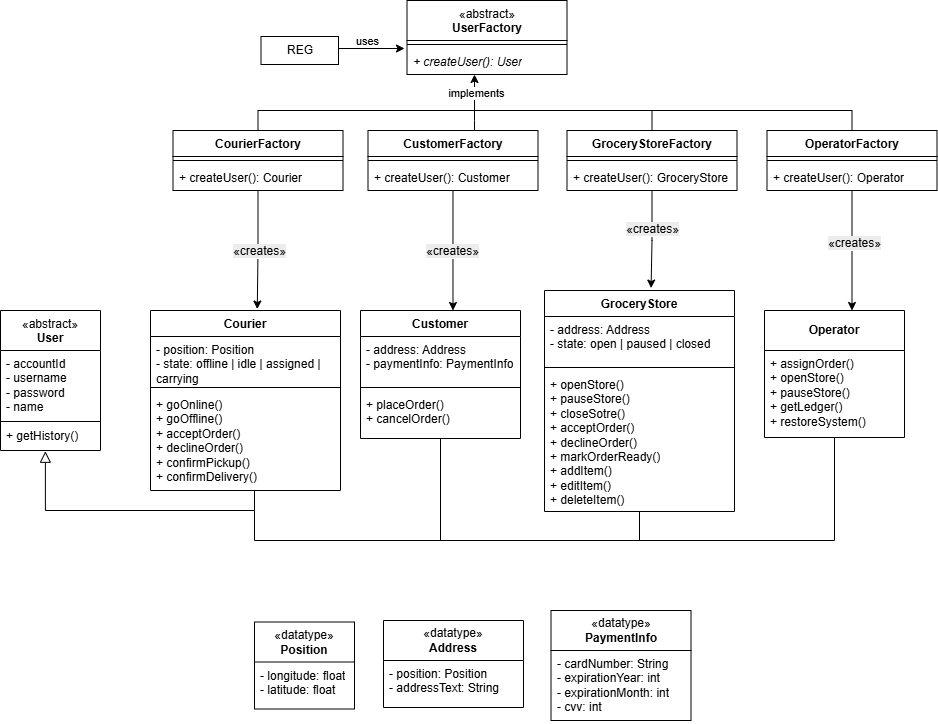 «abstract»
UserFactory
+ createUser(): User
REG
uses
implements
CourierFactory
+ createUser(): Courier
CustomerFactory
+ createUser(): Customer
GroceryStoreFactory
+ createUser(): GroceryStore
OperatorFactory
+ createUser(): Operator
«creates»
«creates»
«creates»
«creates»
«abstract»
User
- accountId
- username
- password
- name
+ getHistory()
Courier
- position: Position
- state: offline | idle | assigned |
carrying
+ goOnline()
+ goOffline()
+ acceptOrder()
+ declineOrder()
+ confirmPickup()
+ confirmDelivery()
Customer
- address: Address
- paymentInfo: PaymentInfo
+ placeOrder()
+ cancelOrder()
GroceryStore
- address: Address
- state: open | paused | closed
+ openStore()
+ pauseStore()
+ closeSotre()
+ acceptOrder()
+ declineOrder()
+ markOrderReady()
+ addItem()
+ editItem()
+ deleteItem()
Operator
+ assignOrder()
+ openStore()
+ pauseStore()
+ getLedger()
+ restoreSystem()
«datatype»
Position
- longitude: float
- latitude: float
«datatype»
Address
- position: Position
- addressText: String
«datatype»
PaymentInfo
- cardNumber: String
- expirationYear: int
- expirationMonth: int
- cvv: int